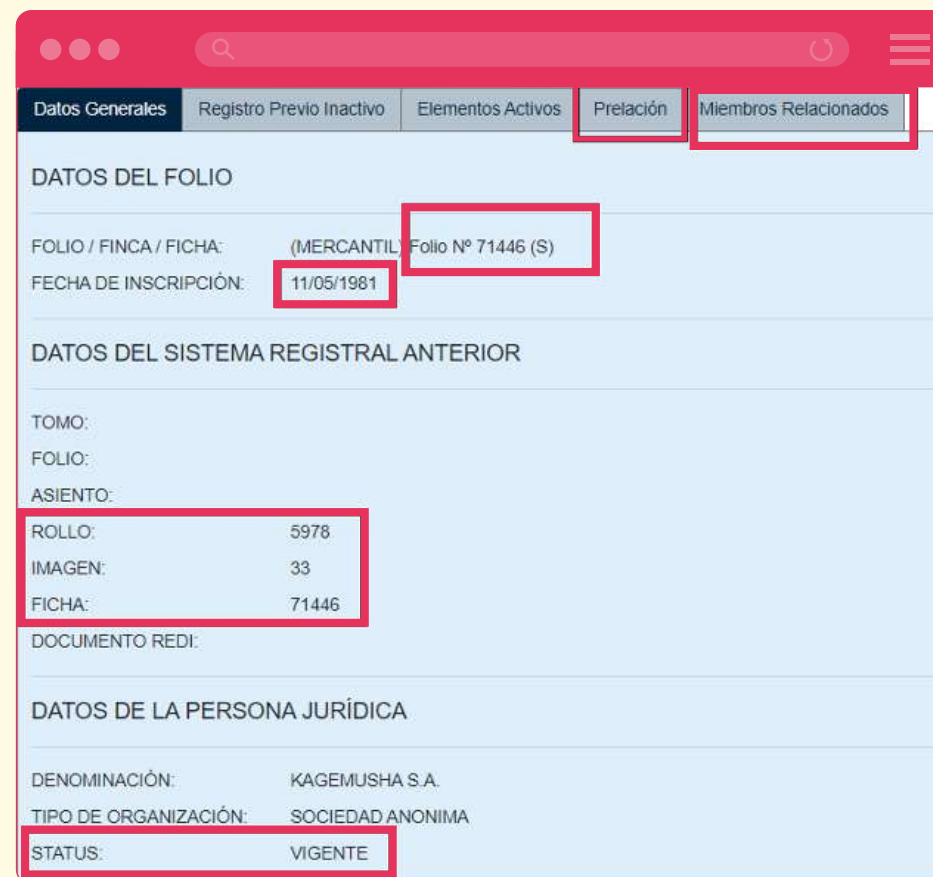 Datos Generales Registro Previo Inactivo Elementos Activos Prelación Miembros Relacionados
DATOS DEL FOLIO
FOLIO / FINCA / FICHA: (MERCANTIL) Folio Nº 71446 (S)
FECHA DE INSCRIPCIÓN: 11/05/1981
DATOS DEL SISTEMA REGISTRAL ANTERIOR
TOMO:
FOLIO:
ASIENTO:
ROLLO: 5978
IMAGEN: 33
FICHA: 71446
DOCUMENTO REDI:
DATOS DE LA PERSONA JURÍDICA
DENOMINACIÓN: KAGEMUSHA S.A.
TIPO DE ORGANIZACIÓN: SOCIEDAD ANONIMA
STATUS: VIGENTE